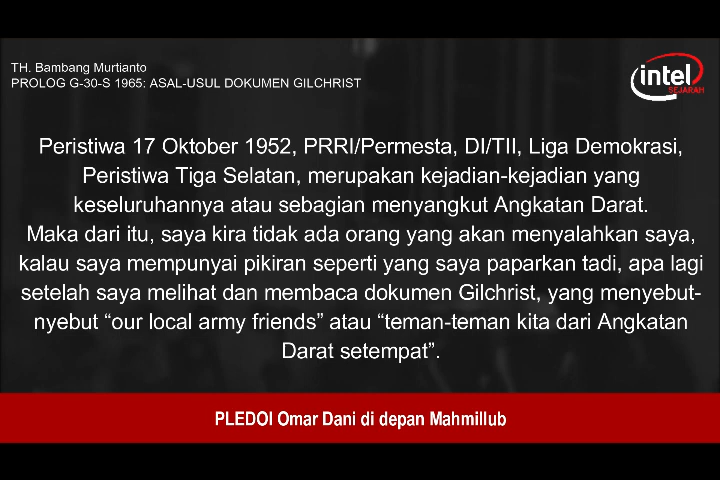 TH. Bambang Murtianto
PROLOG G-30-S 1965: ASAL-USUL DOKUMEN GILCHRIST
intel
SEJARAH
Peristiwa 17 Oktober 1952, PRRI/Permesta, DI/TII, Liga Demokrasi,
Peristiwa Tiga Selatan, merupakan kejadian-kejadian yang
keseluruhannya atau sebagian menyangkut Angkatan Darat.
Maka dari itu, saya kira tidak ada orang yang akan menyalahkan saya,
kalau saya mempunyai pikiran seperti yang saya paparkan tadi, apa lagi
setelah saya melihat dan membaca dokumen Gilchrist, yang menyebut-
nyebut “our local army friends” atau “teman-teman kita dari Angkatan
Darat setempat”.
PLEDOI Omar Dani di depan Mahmillub